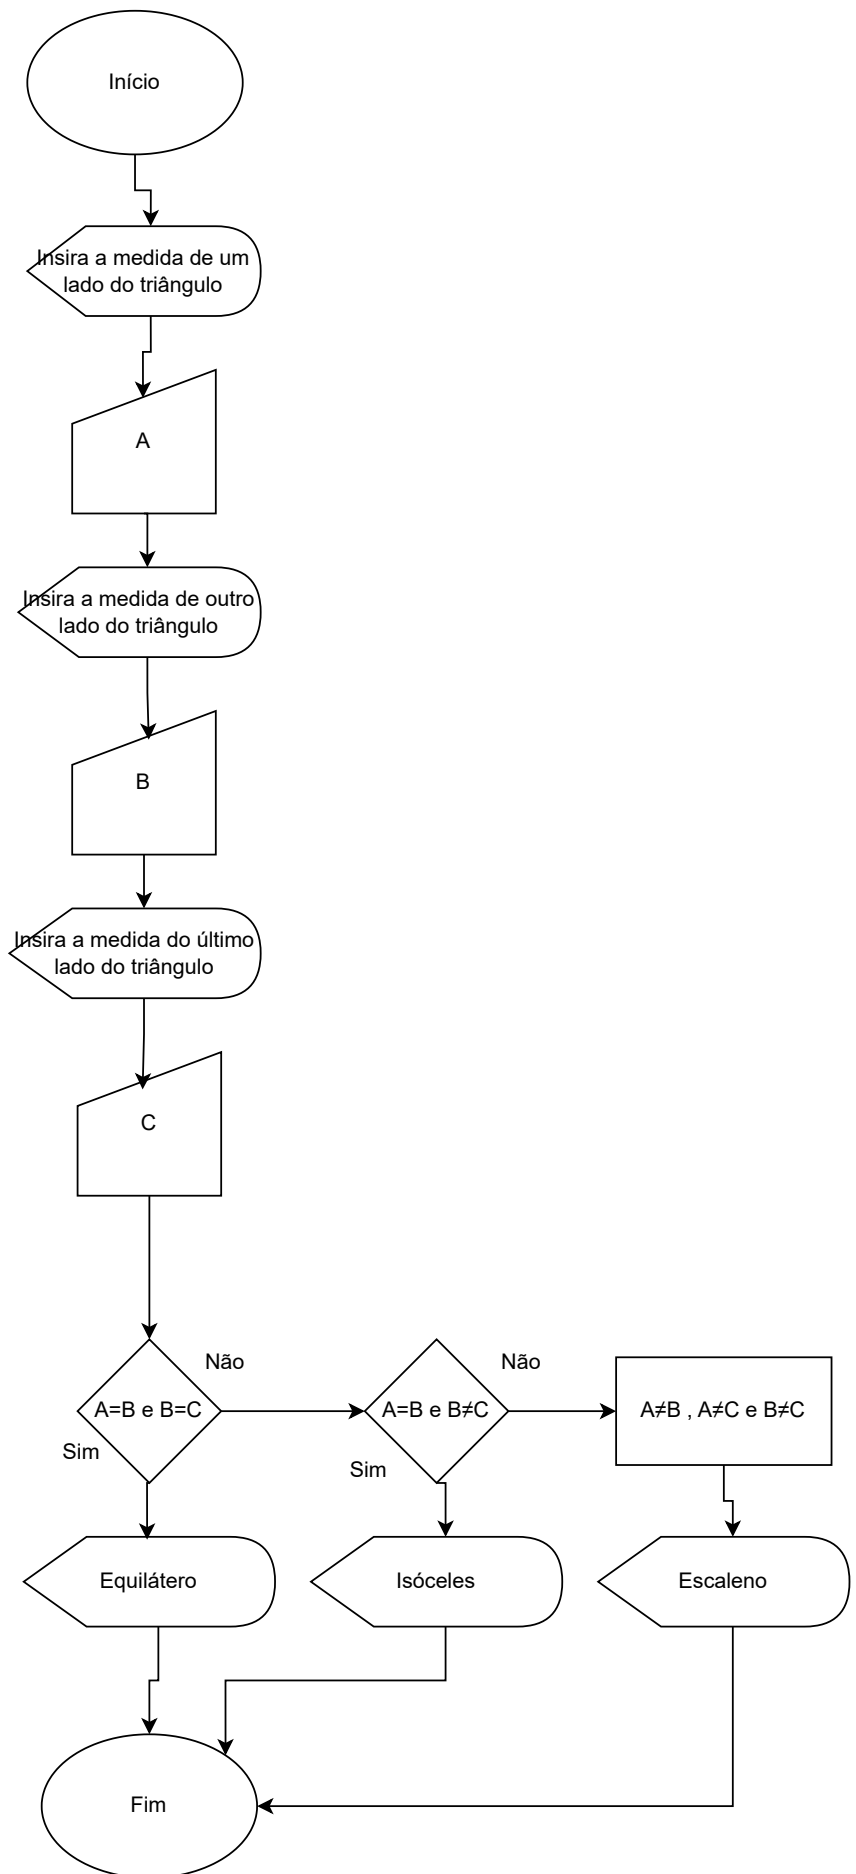 Início
Insira a medida de um
lado do triângulo
A
Insira a medida de outro
lado do triângulo
B
Insira a medida do último
lado do triângulo
C
Não
Não
A=B e B=C
A=B e B≠C
A≠B , A≠C e B≠C
Sim
Sim
Equilátero
Isóceles
Escaleno
Fim